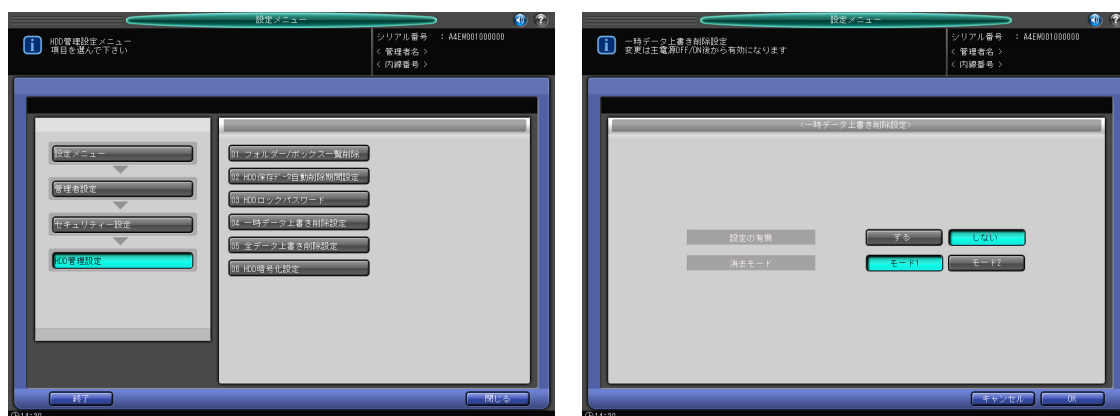 設定メニュー
HDD管理設定メニュー
項目を選んで下さい
シリアル番号 : A4EW001000000
< 管理者名 >
< 内線番号 >
設定メニュー
管理者設定
セキュリティー設定
HDD管理設定
01 フォルダー/ボックス一覧削除
02 HDD保存データ自動削除期間設定
03 HDDロックパスワード
04 一時データ上書き削除設定
05 全データ上書き削除設定
06 HDD暗号化設定
終了
閉じる
設定メニュー
一時データ上書き削除設定
変更は主電源OFF/ON後から有効になります
シリアル番号 : A4EW001000000
< 管理者名 >
< 内線番号 >
<一時データ上書き削除設定>
設定の有無
する
しない
消去モード
モード1
モード2
キャンセル
OK